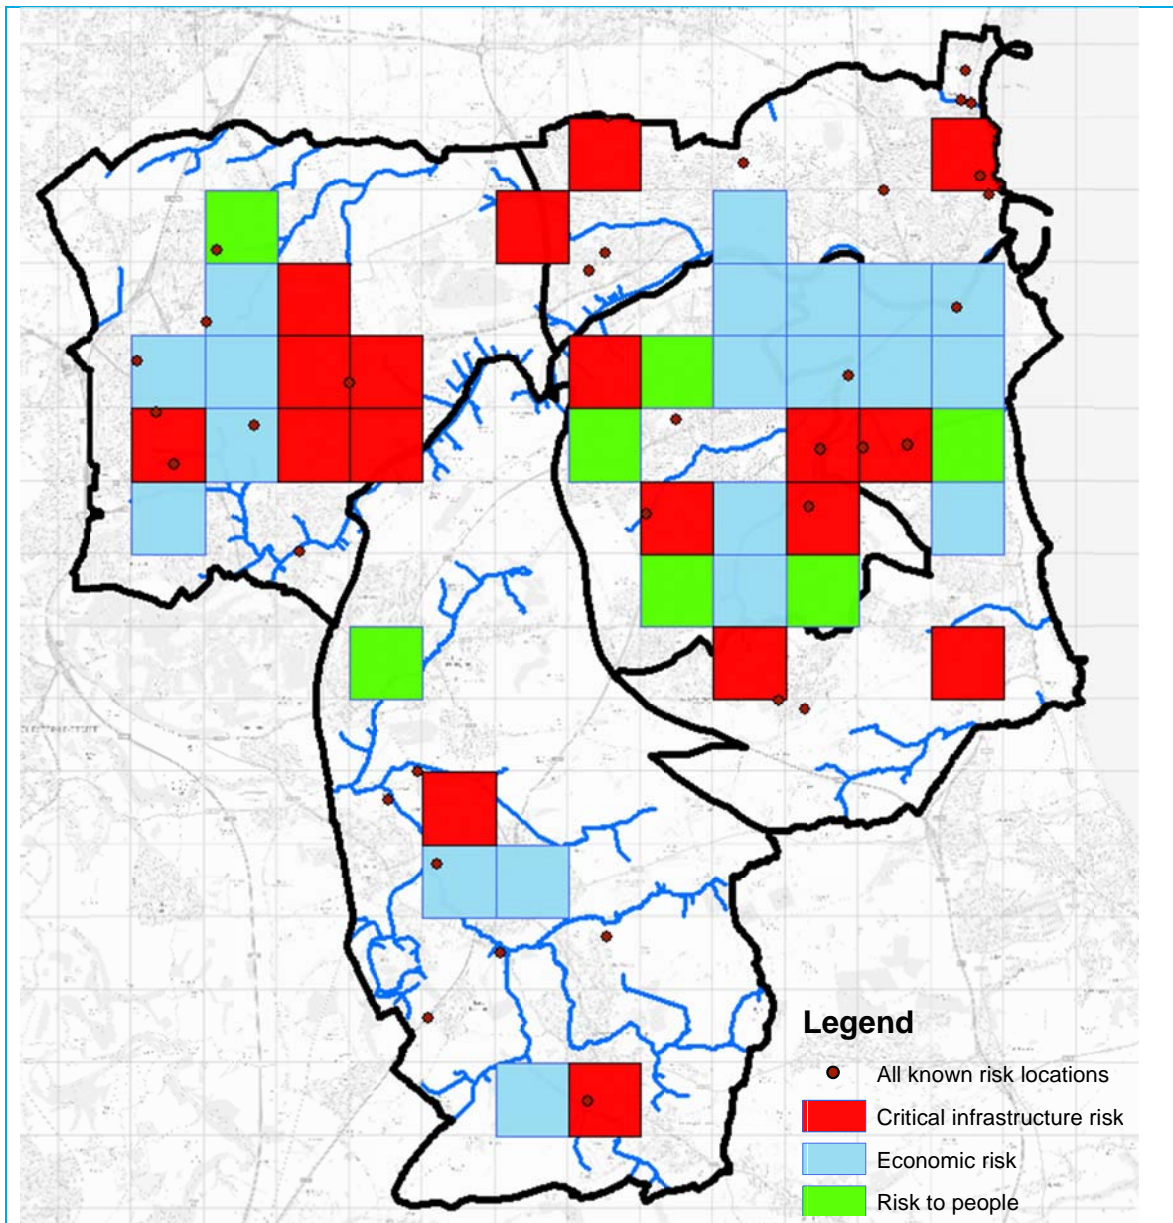 Legend
All known risk locations
Critical infrastructure risk
Economic risk
Risk to people